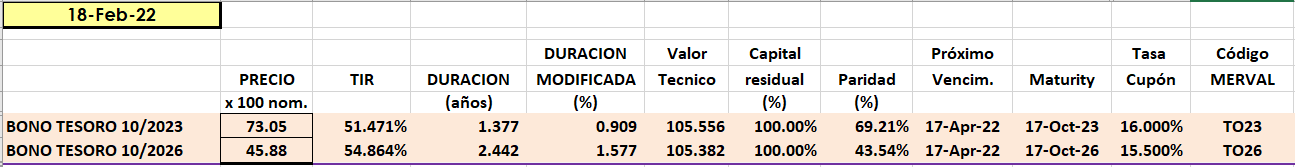 18-Feb-22
DURACION Valor Capital Próximo Tasa Código
PRECIO TIR DURACION MODIFICADA Tecnico residual Paridad Vencim. Maturity Cupón MERVAL
x 100 nom. (años) (%) (%) (%)
BONO TESORO 10/2023 73.05 51.471% 1.377 0.909 105.556 100.00% 69.21% 17-Apr-22 17-Oct-23 16.000% TO23
BONO TESORO 10/2026 45.88 54.864% 2.442 1.577 105.382 100.00% 43.54% 17-Apr-22 17-Oct-26 15.500% TO26